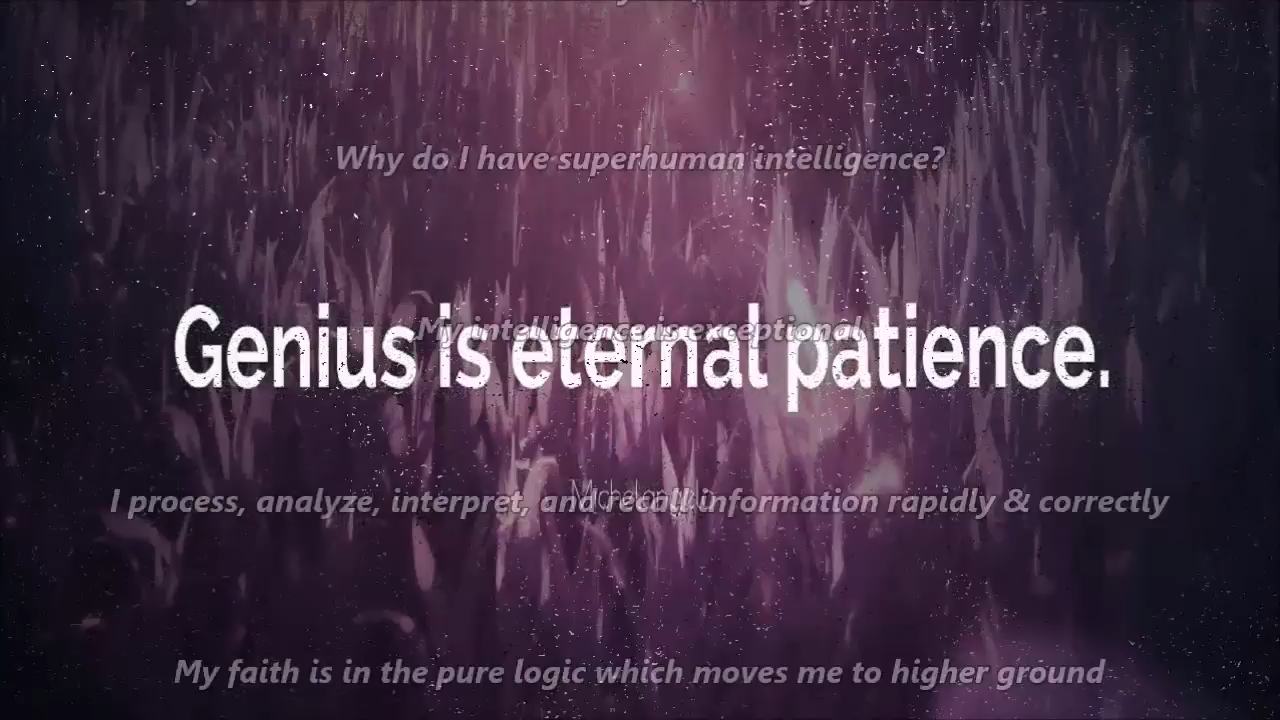 Why do I have superhuman intelligence?
My intelligence is exceptional
Genius is eternal patience.
Michelangelo
I process, analyze, interpret, and recall information rapidly & correctly
My faith is in the pure logic which moves me to higher ground